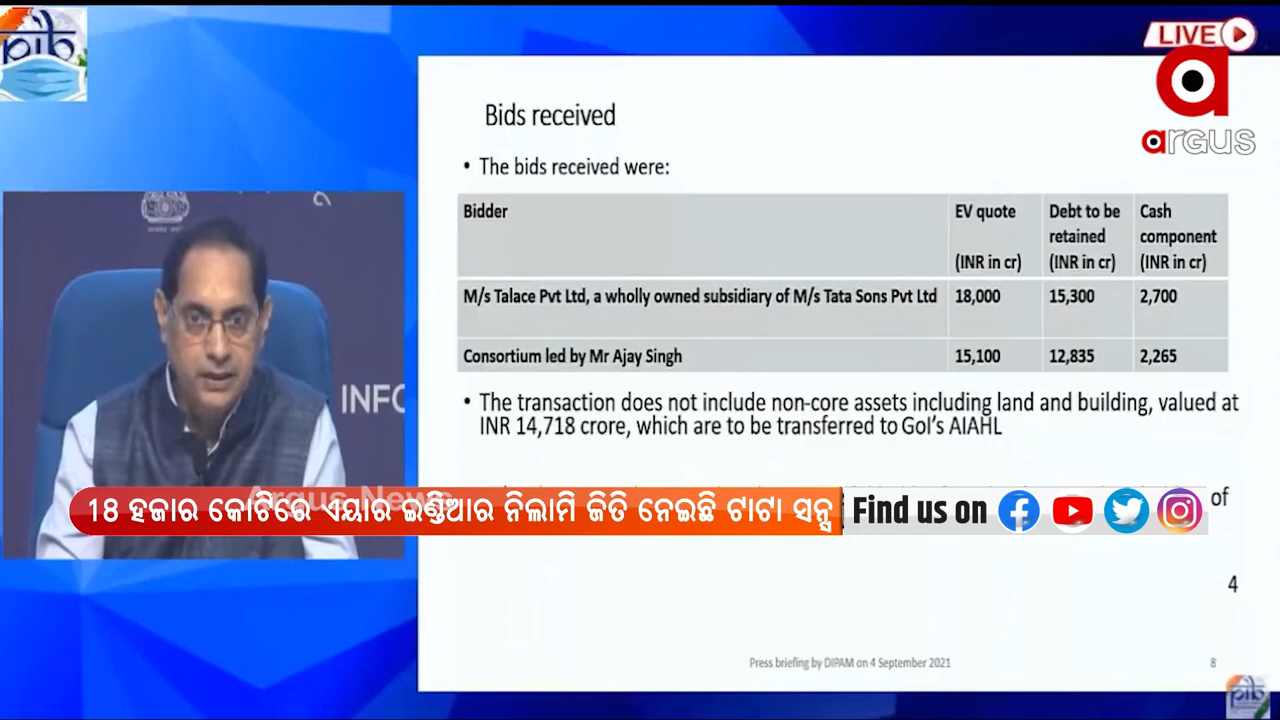 pib
LIVE
argus
Bids received
• The bids received were:
Bidder
EV quote
(INR in cr)
Debt to be
retained
(INR in cr)
Cash
component
(INR in cr)
M/s Talace Pvt Ltd, a wholly owned subsidiary of M/s Tata Sons Pvt Ltd
18,000
15,300
2,700
Consortium led by Mr Ajay Singh
15,100
12,835
2,265
• The transaction does not include non-core assets including land and building, valued at
INR 14,718 crore, which are to be transferred to GoI's AIAHL
of
INFO
Argus News
18 ହଜାର କୋଟିରେ ଏୟାର ଇଣ୍ଡିଆର ନିଲାମି ଜିତି ନେଇଛି ଟାଟା ସନ୍ସ
Find us on
4
Press briefing by DIPAM on 4 September 2021
8
pib